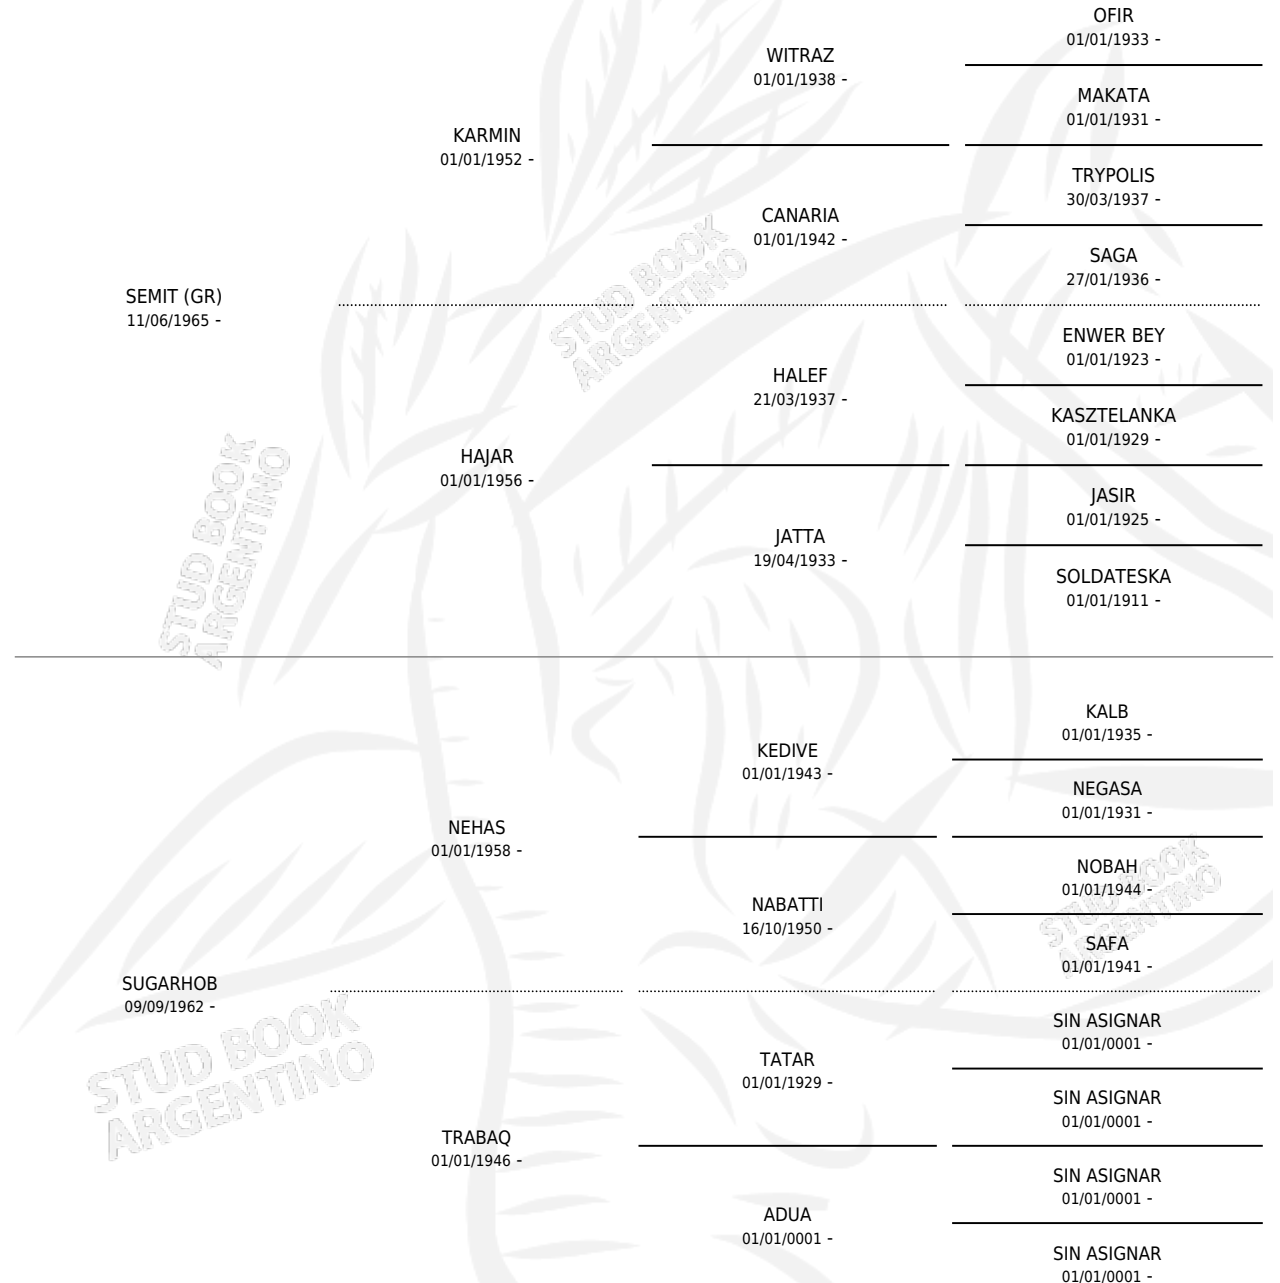 OFIR
01/01/1933 -
WITRAZ
01/01/1938 -
MAKATA
01/01/1931 -
KARMIN
01/01/1952 -
TRYPOLIS
30/03/1937 -
CANARIA
01/01/1942 -
SAGA
27/01/1936 -
SEMIT (GR)
11/06/1965 -
ENWER BEY
01/01/1923 -
HALEF
21/03/1937 -
KASZTELANKA
01/01/1929 -
HAJAR
01/01/1956 -
JASIR
01/01/1925 -
JATTA
19/04/1933 -
SOLDATESKA
01/01/1911 -
KALB
01/01/1935 -
KEDIVE
01/01/1943 -
NEGASA
01/01/1931 -
NEHAS
01/01/1958 -
NOBAH
01/01/1944 -
NABATTI
16/10/1950 -
SAFA
01/01/1941 -
SUGARHOB
09/09/1962 -
SIN ASIGNAR
01/01/0001 -
TATAR
01/01/1929 -
SIN ASIGNAR
01/01/0001 -
TRABAQ
01/01/1946 -
SIN ASIGNAR
01/01/0001 -
ADUA
01/01/0001 -
SIN ASIGNAR
01/01/0001 -
STUD BOOK
ARGENTINO
STUD BOOK
ARGENTINO
STUD BOOK
ARGENTINO
STUD BOOK
ARGENTINO